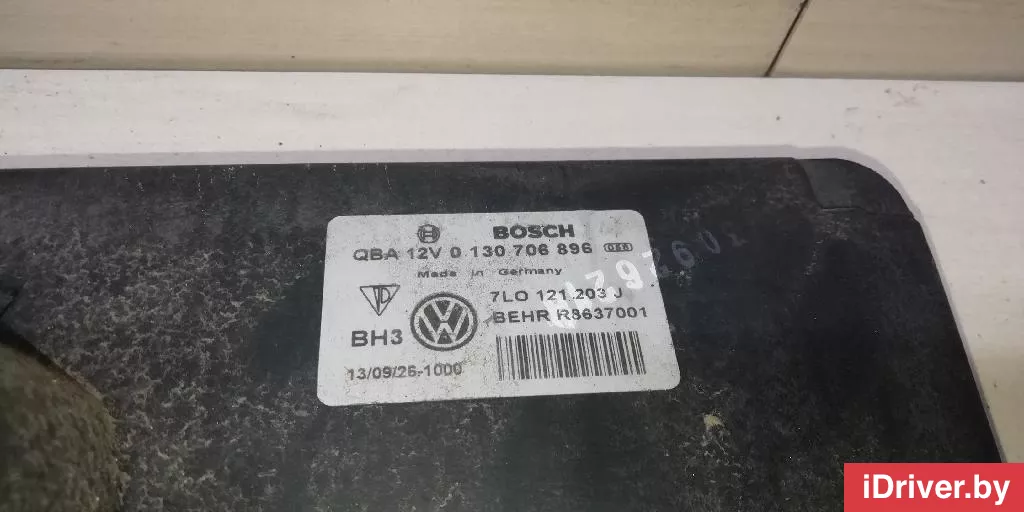 BOSCH
QBA 12V 0 130 706 896
Made in Germany
7L0 121.203 J
BEHR R8637001
BH3
13/09/26-1000
iDriver.by